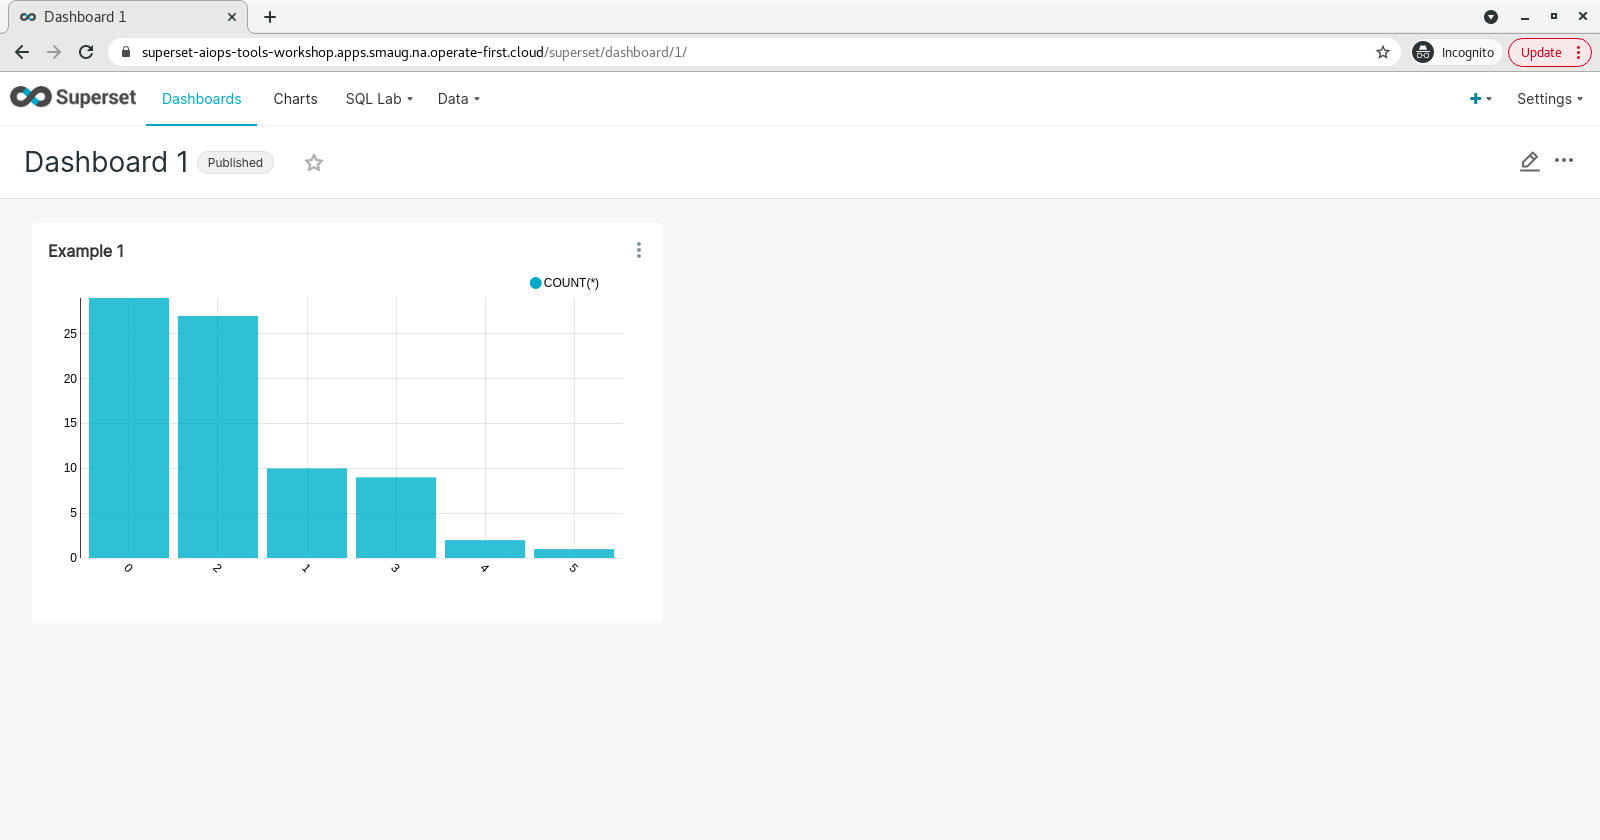 Dashboard 1
superset-aiops-tools-workshop.apps.smaug.na.operate-first.cloud/superset/dashboard/1/
Incognito
Update
Superset
Dashboards
Charts
SQL Lab
Data
Settings
Dashboard 1
Published
Example 1
COUNT(*)
25
20
15
10
5
0
0
2
1
3
4
5